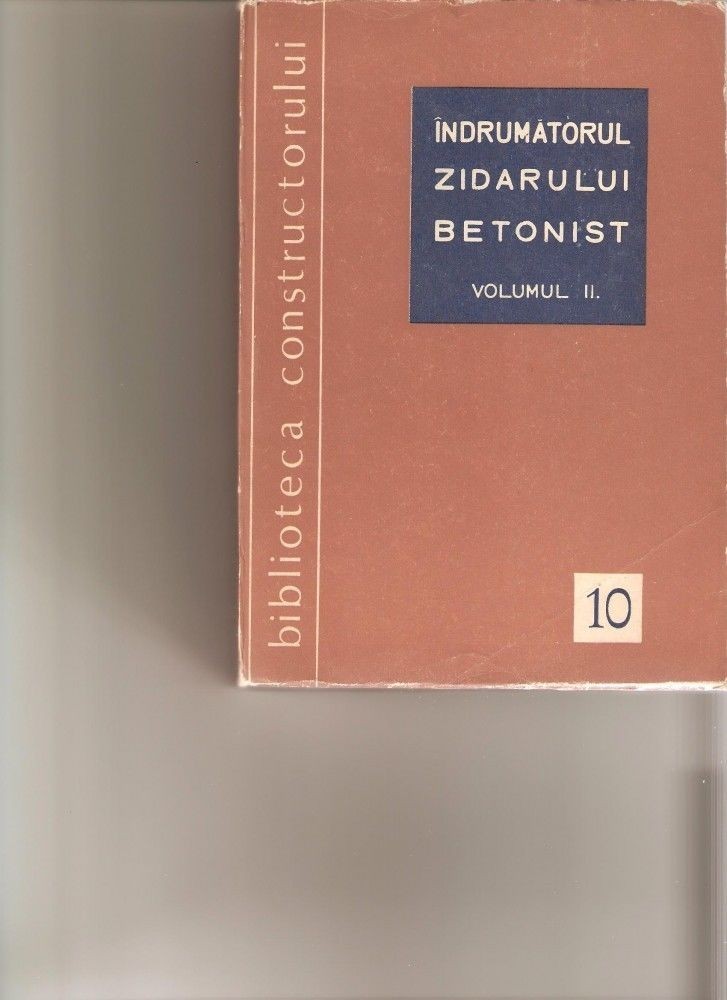 biblioteca constructorului
ÎNDRUMĂTORUL
ZIDARULUI
BETONIST
VOLUMUL II.
10